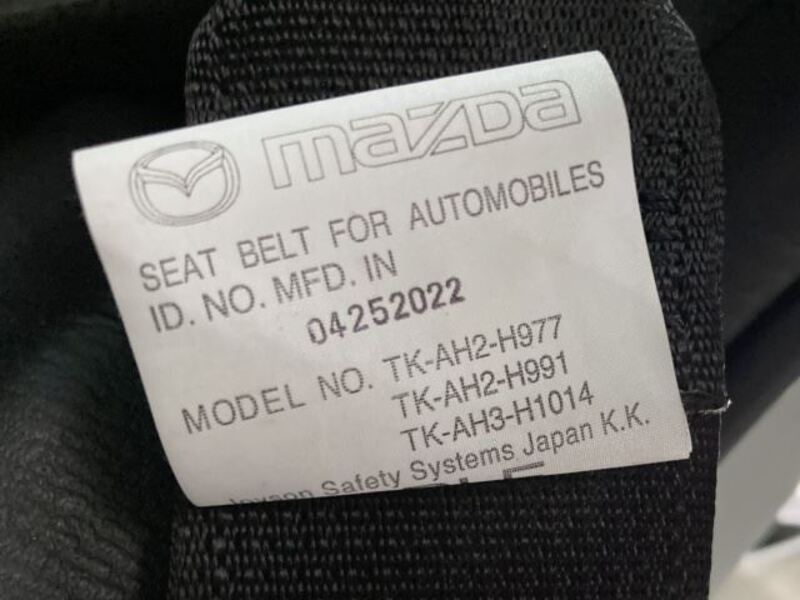 mazda
SEAT BELT FOR AUTOMOBILES
ID. NO. MFD. IN
04252022
MODEL NO. TK-AH2-H977
TK-AH2-H991
TK-AH3-H1014
Joyson Safety Systems Japan K.K.